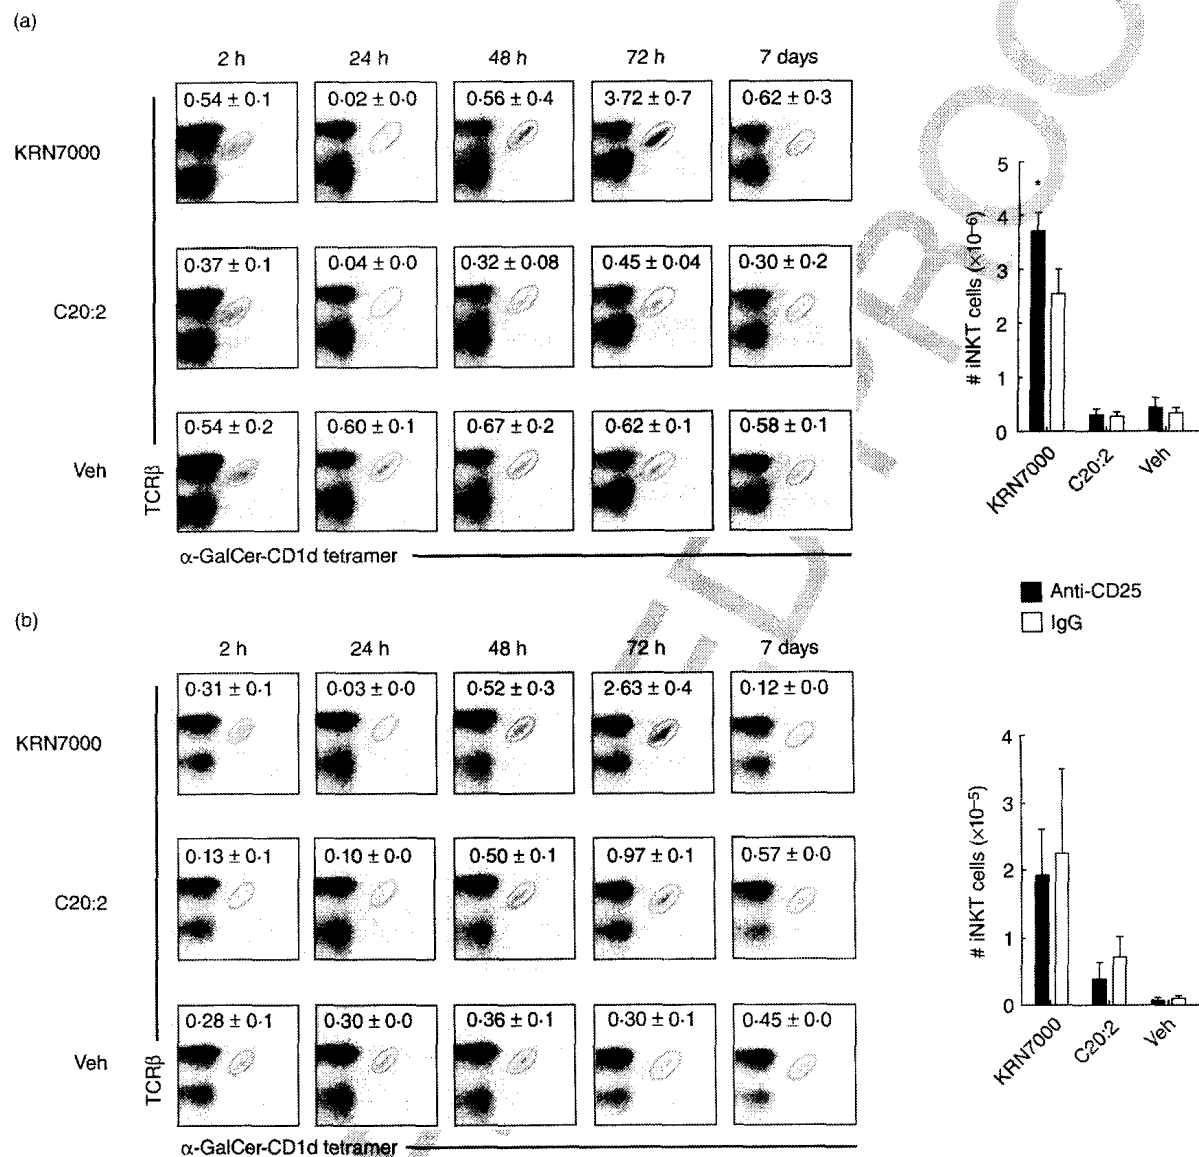 (a)
2 h 24 h 48 h 72 h 7 days
KRN7000
0·54 ± 0·1 0·02 ± 0·0 0·56 ± 0·4 3·72 ± 0·7 0·62 ± 0·3
C20:2
0·37 ± 0·1 0·04 ± 0·0 0·32 ± 0·08 0·45 ± 0·04 0·30 ± 0·2
Veh
0·54 ± 0·2 0·60 ± 0·1 0·67 ± 0·2 0·62 ± 0·1 0·58 ± 0·1
TCRβ
α-GalCer-CD1d tetramer
# iNKT cells (×10⁻⁶)
5
4
3
2
1
0
*
KRN7000 C20:2 Veh
Anti-CD25
IgG
(b)
2 h 24 h 48 h 72 h 7 days
KRN7000
0·31 ± 0·1 0·03 ± 0·0 0·52 ± 0·3 2·63 ± 0·4 0·12 ± 0·0
C20:2
0·13 ± 0·1 0·10 ± 0·0 0·50 ± 0·1 0·97 ± 0·1 0·57 ± 0·0
Veh
0·28 ± 0·1 0·30 ± 0·0 0·36 ± 0·1 0·30 ± 0·1 0·45 ± 0·0
TCRβ
α-GalCer-CD1d tetramer
# iNKT cells (×10⁻⁵)
4
3
2
1
0
KRN7000 C20:2 Veh